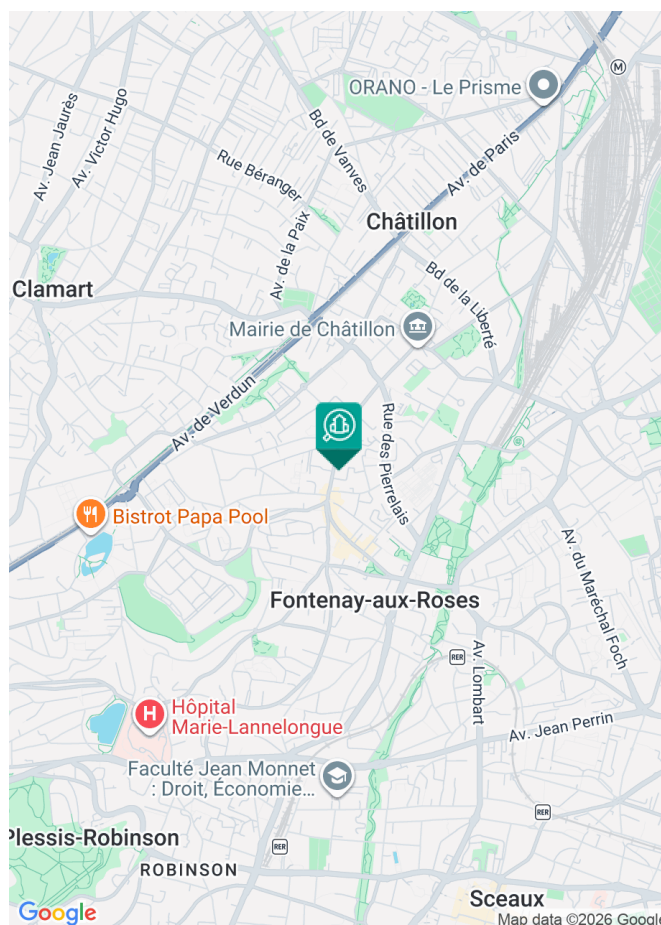 ORANO - Le Prisme
M
Av. Jean Jaurès
Av. Victor Hugo
Bd de Vanves
Av. de Paris
Rue Béranger
Châtillon
Av. de la Paix
Bd de la Liberté
Clamart
Mairie de Châtillon
Av. de Verdun
Rue des Pierrelais
Bistrot Papa Pool
Av. du Maréchal Foch
Fontenay-aux-Roses
RER
Av. Lombart
H
Hôpital
Marie-Lannelongue
Av. Jean Perrin
Faculté Jean Monnet
: Droit, Économie...
RER
Plessis-Robinson
RER
ROBINSON
Sceaux
Google
Map data ©2026 Google